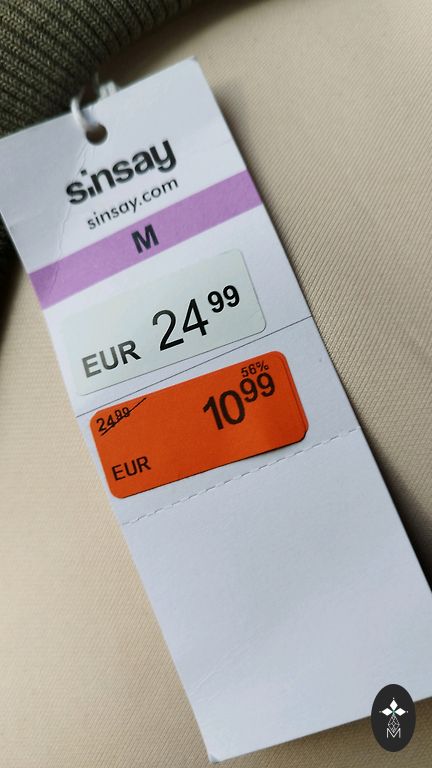 sinsay
sinsay.com
M
EUR 24.99
56%
24.99 10.99
EUR
M